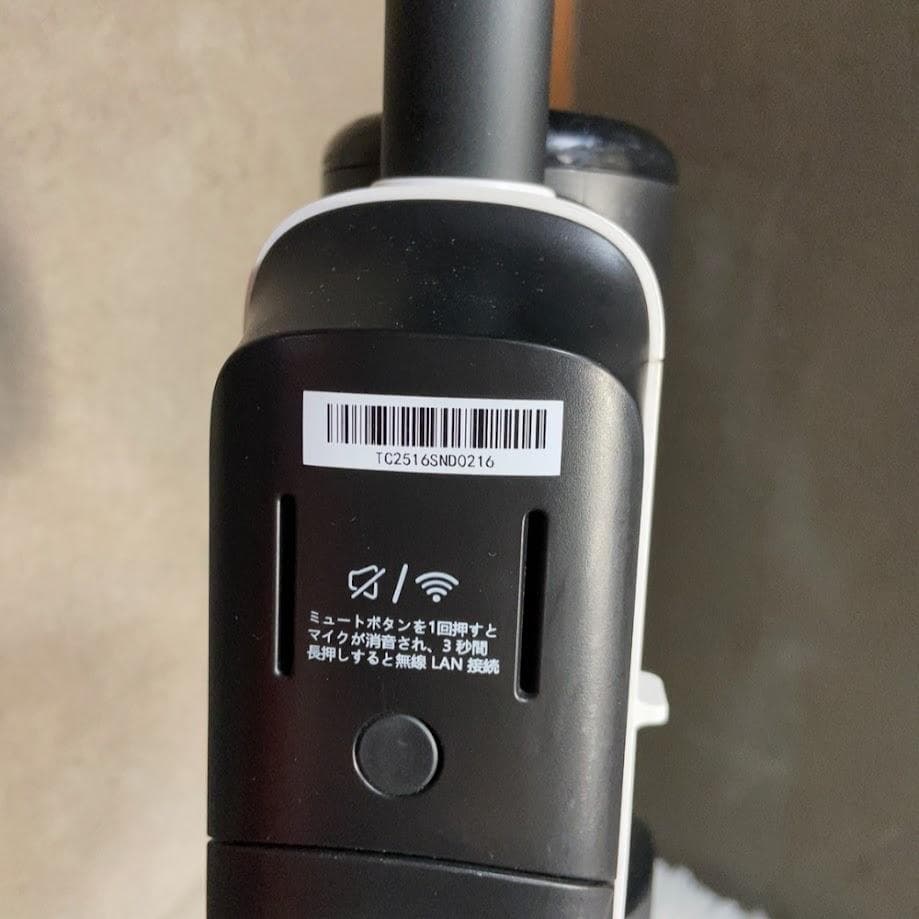 TC2516SND0216
ミュートボタンを1回押すと
マイクが消音され、3 秒間
長押しすると無線 LAN 接続